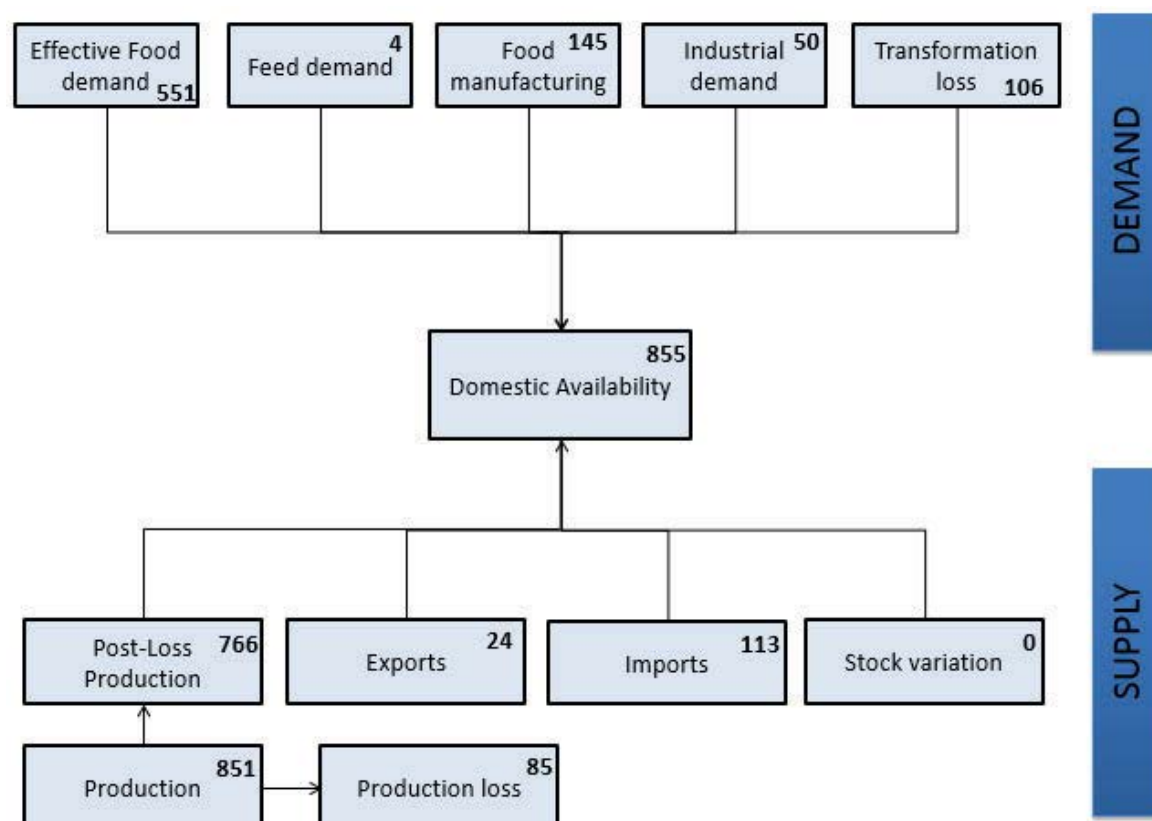 Effective Food
demand
551
Feed demand
4
Food
manufacturing
145
Industrial
demand
50
Transformation
loss
106
DEMAND
855
Domestic Availability
Post-Loss
Production
766
Exports
24
Imports
113
Stock variation
0
SUPPLY
Production
851
Production loss
85